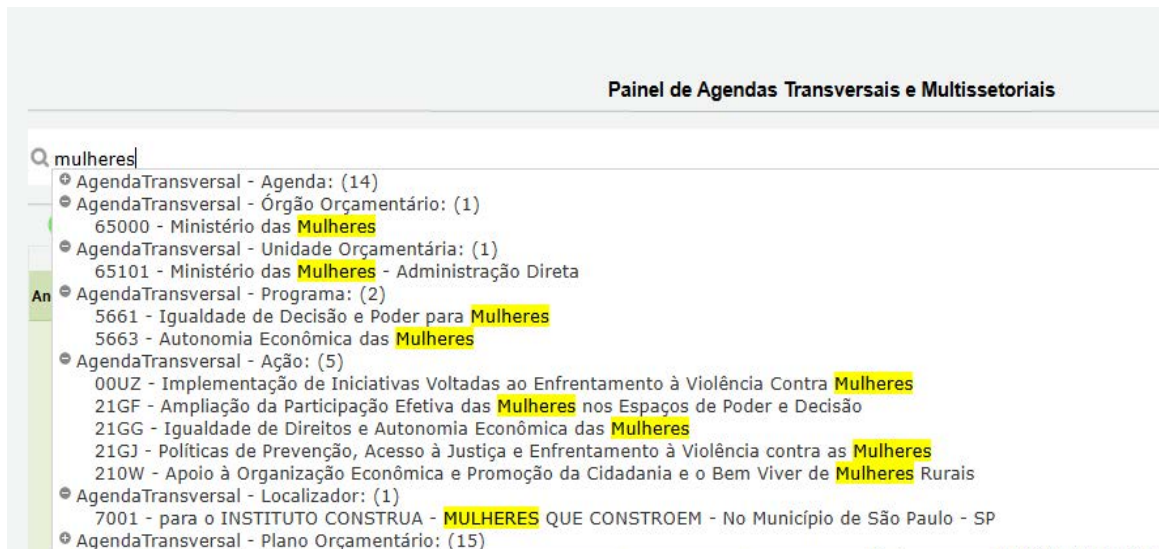 Painel de Agendas Transversais e Multissetoriais
mulheres
AgendaTransversal - Agenda: (14)
AgendaTransversal - Órgão Orçamentário: (1)
65000 - Ministério das Mulheres
AgendaTransversal - Unidade Orçamentária: (1)
65101 - Ministério das Mulheres - Administração Direta
An
AgendaTransversal - Programa: (2)
5661 - Igualdade de Decisão e Poder para Mulheres
5663 - Autonomia Econômica das Mulheres
AgendaTransversal - Ação: (5)
00UZ - Implementação de Iniciativas Voltadas ao Enfrentamento à Violência Contra Mulheres
21GF - Ampliação da Participação Efetiva das Mulheres nos Espaços de Poder e Decisão
21GG - Igualdade de Direitos e Autonomia Econômica das Mulheres
21GJ - Políticas de Prevenção, Acesso à Justiça e Enfrentamento à Violência contra as Mulheres
210W - Apoio à Organização Econômica e Promoção da Cidadania e o Bem Viver de Mulheres Rurais
AgendaTransversal - Localizador: (1)
7001 - para o INSTITUTO CONSTRUA - MULHERES QUE CONSTROEM - No Município de São Paulo - SP
AgendaTransversal - Plano Orçamentário: (15)